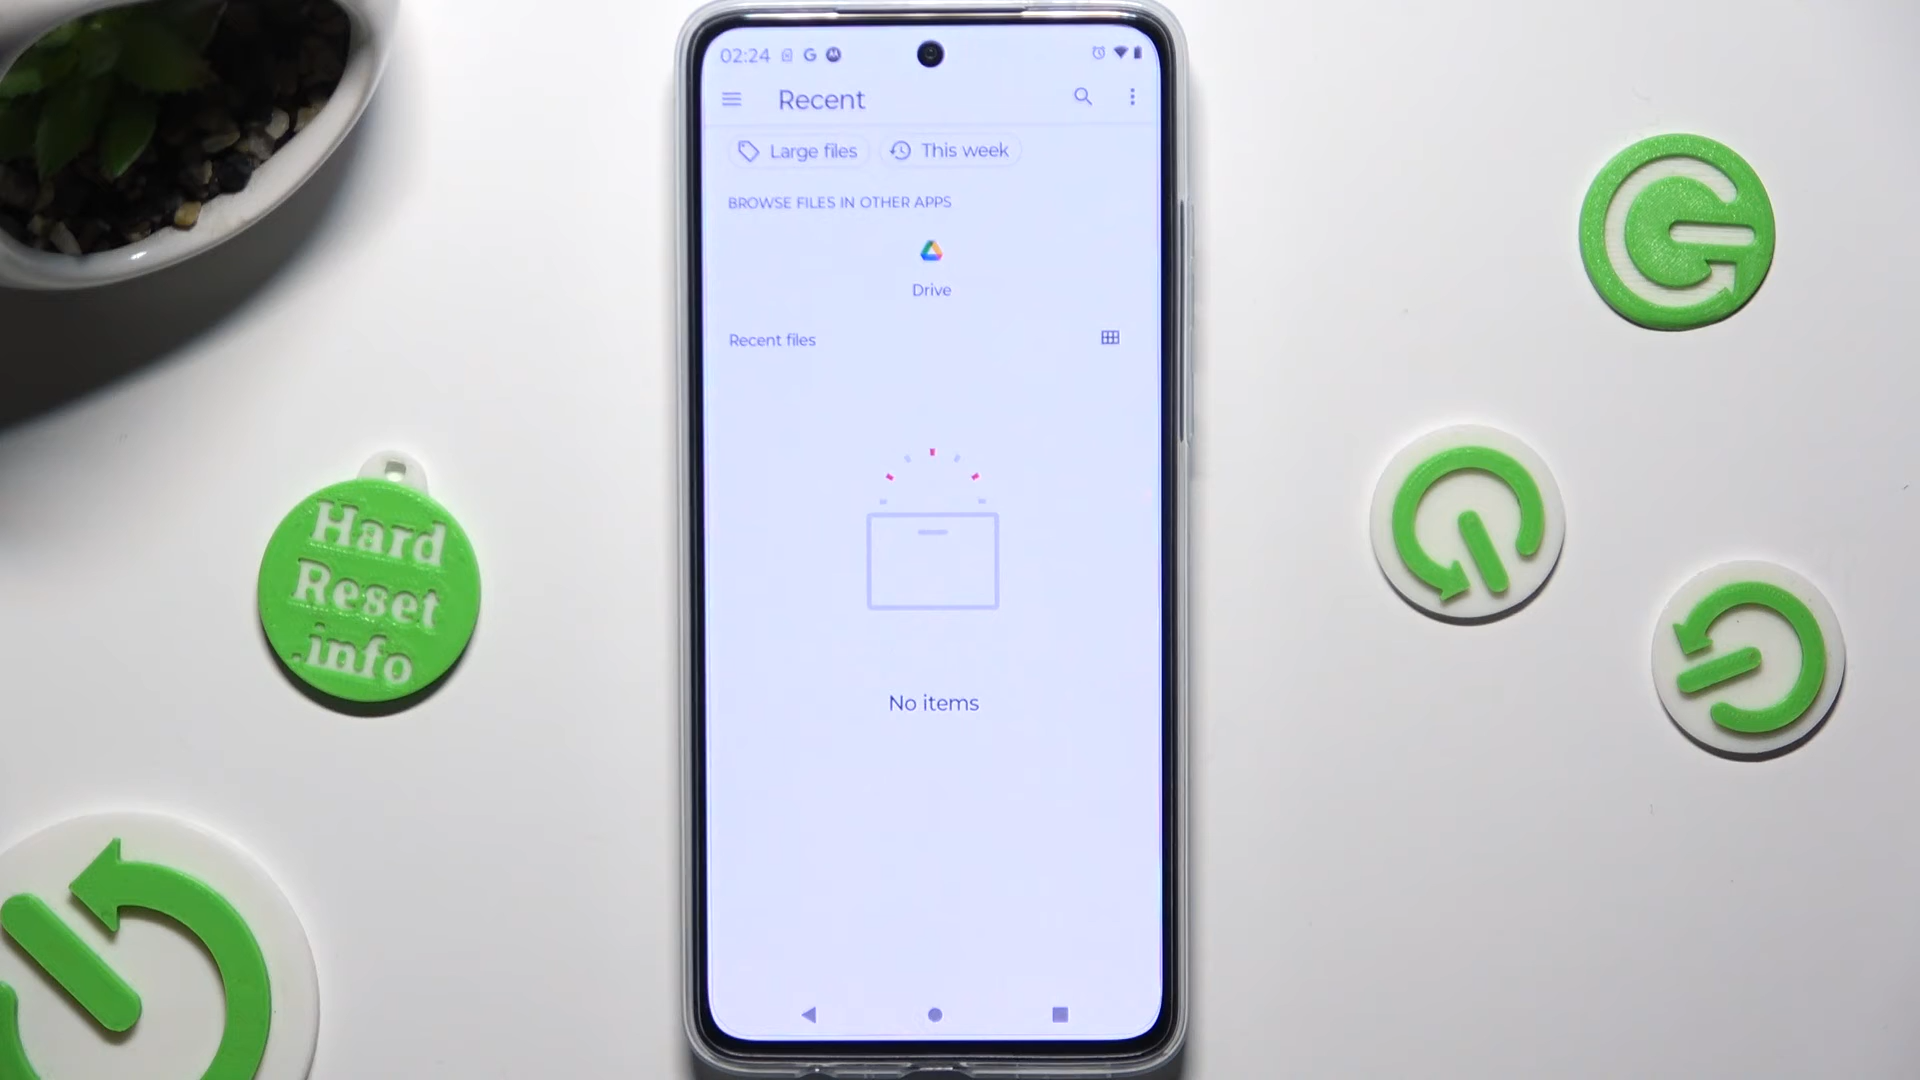 02:24
Recent
Large files
This week
BROWSE FILES IN OTHER APPS
Drive
Recent files
No items
Hard
Reset
.info